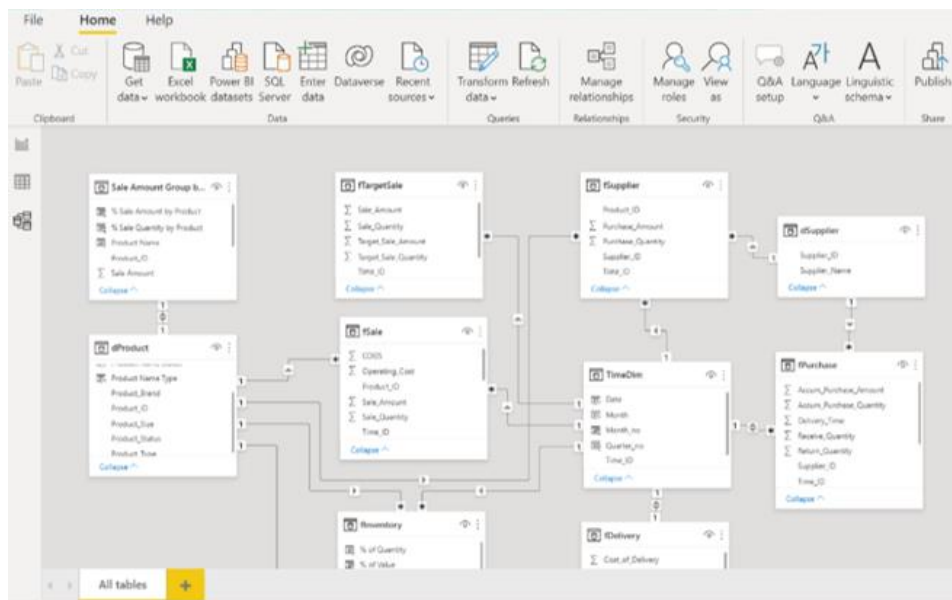 File Home Help
Paste
Cut
Copy
Get data
Excel workbook
Power BI datasets
SQL Server
Enter data
Dataverse
Recent sources
Transform data
Refresh
Manage relationships
Manage roles
View as
Q&A setup
Language
Linguistic schema
Publish
Clipboard
Data
Queries
Relationships
Security
Q&A
Share
Sale Amount Group b...
% Sale Amount by Product
% Sale Quantity by Product
Product Name
Product_ID
Sale Amount
Collapse
fTargetSale
Sale_Amount
Sale_Quantity
Target_Sale_Amount
Target_Sale_Quantity
Time_ID
Collapse
fSupplier
Product_ID
Purchase_Amount
Purchase_Quantity
Supplier_ID
Time_ID
Collapse
dSupplier
Supplier_ID
Supplier_Name
Collapse
dProduct
Product Name Type
Product_Brand
Product_ID
Product_Size
Product_Status
Product_Type
Collapse
fSale
COGS
Operating_Cost
Product_ID
Sale_Amount
Sale_Quantity
Time_ID
Collapse
TimeDim
Date
Month
Month_no
Quarter_no
Time_ID
Collapse
fPurchase
Accum_Purchase_Amount
Accum_Purchase_Quantity
Delivery_Time
Receive_Quantity
Return_Quantity
Supplier_ID
Time_ID
Collapse
fInventory
% of Quantity
% of Value
fDelivery
Cost_of_Delivery
All tables